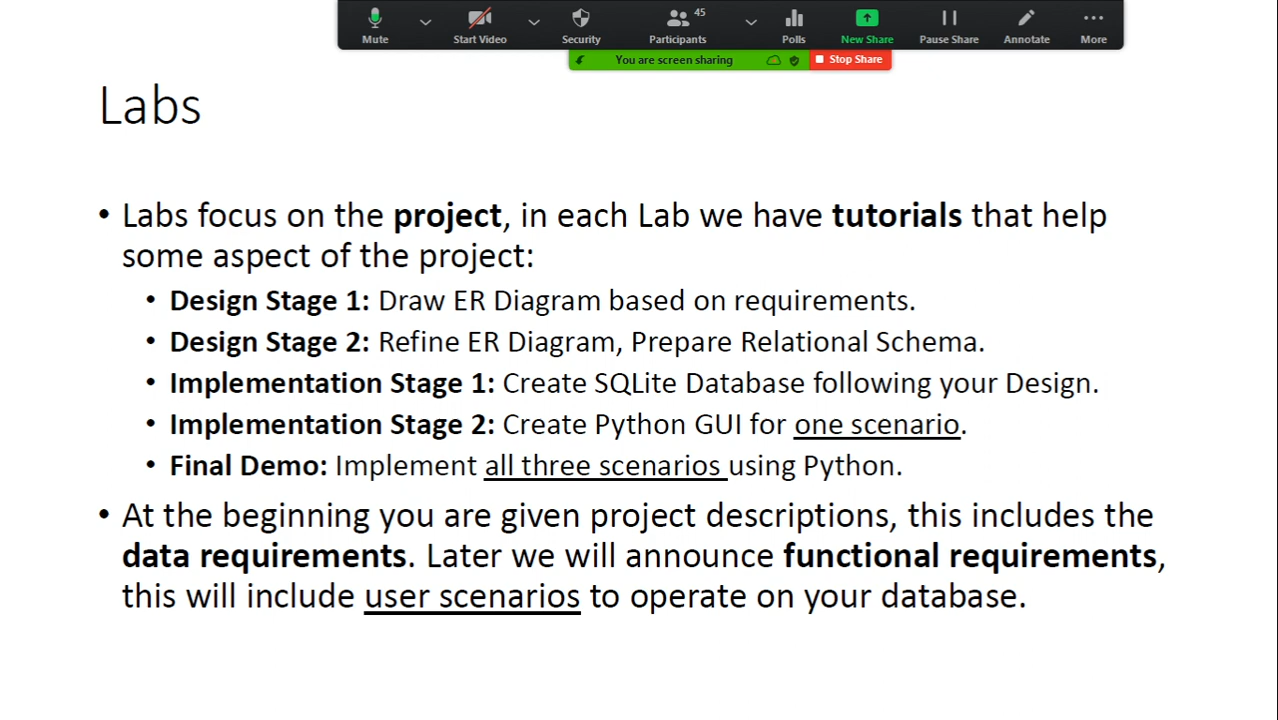 45
Mute Start Video Security Participants Polls New Share Pause Share Annotate More
You are screen sharing Stop Share
Labs
• Labs focus on the project, in each Lab we have tutorials that help
some aspect of the project:
• Design Stage 1: Draw ER Diagram based on requirements.
• Design Stage 2: Refine ER Diagram, Prepare Relational Schema.
• Implementation Stage 1: Create SQLite Database following your Design.
• Implementation Stage 2: Create Python GUI for one scenario.
• Final Demo: Implement all three scenarios using Python.
• At the beginning you are given project descriptions, this includes the
data requirements. Later we will announce functional requirements,
this will include user scenarios to operate on your database.